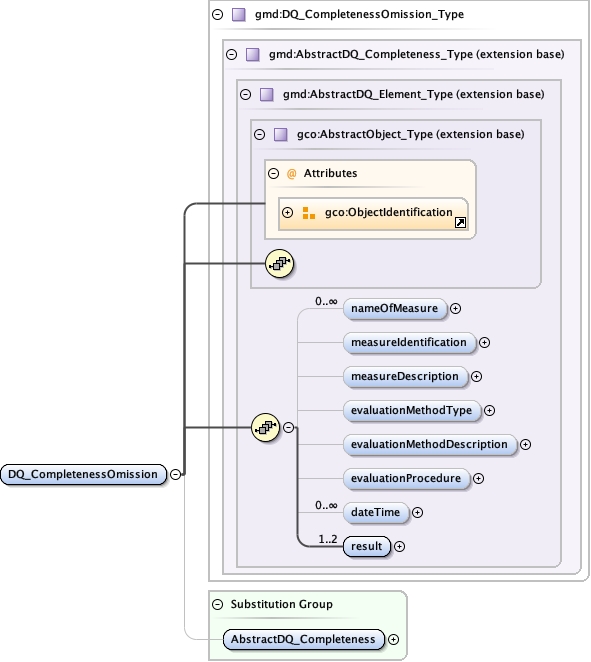 gmd:DQ_CompletenessOmission_Type
gmd:AbstractDQ_Completeness_Type (extension base)
gmd:AbstractDQ_Element_Type (extension base)
gco:AbstractObject_Type (extension base)
@ Attributes
gco:ObjectIdentification
0..∞
nameOfMeasure
measureIdentification
measureDescription
evaluationMethodType
evaluationMethodDescription
DQ_CompletenessOmission
evaluationProcedure
0..∞
dateTime
1..2
result
Substitution Group
AbstractDQ_Completeness